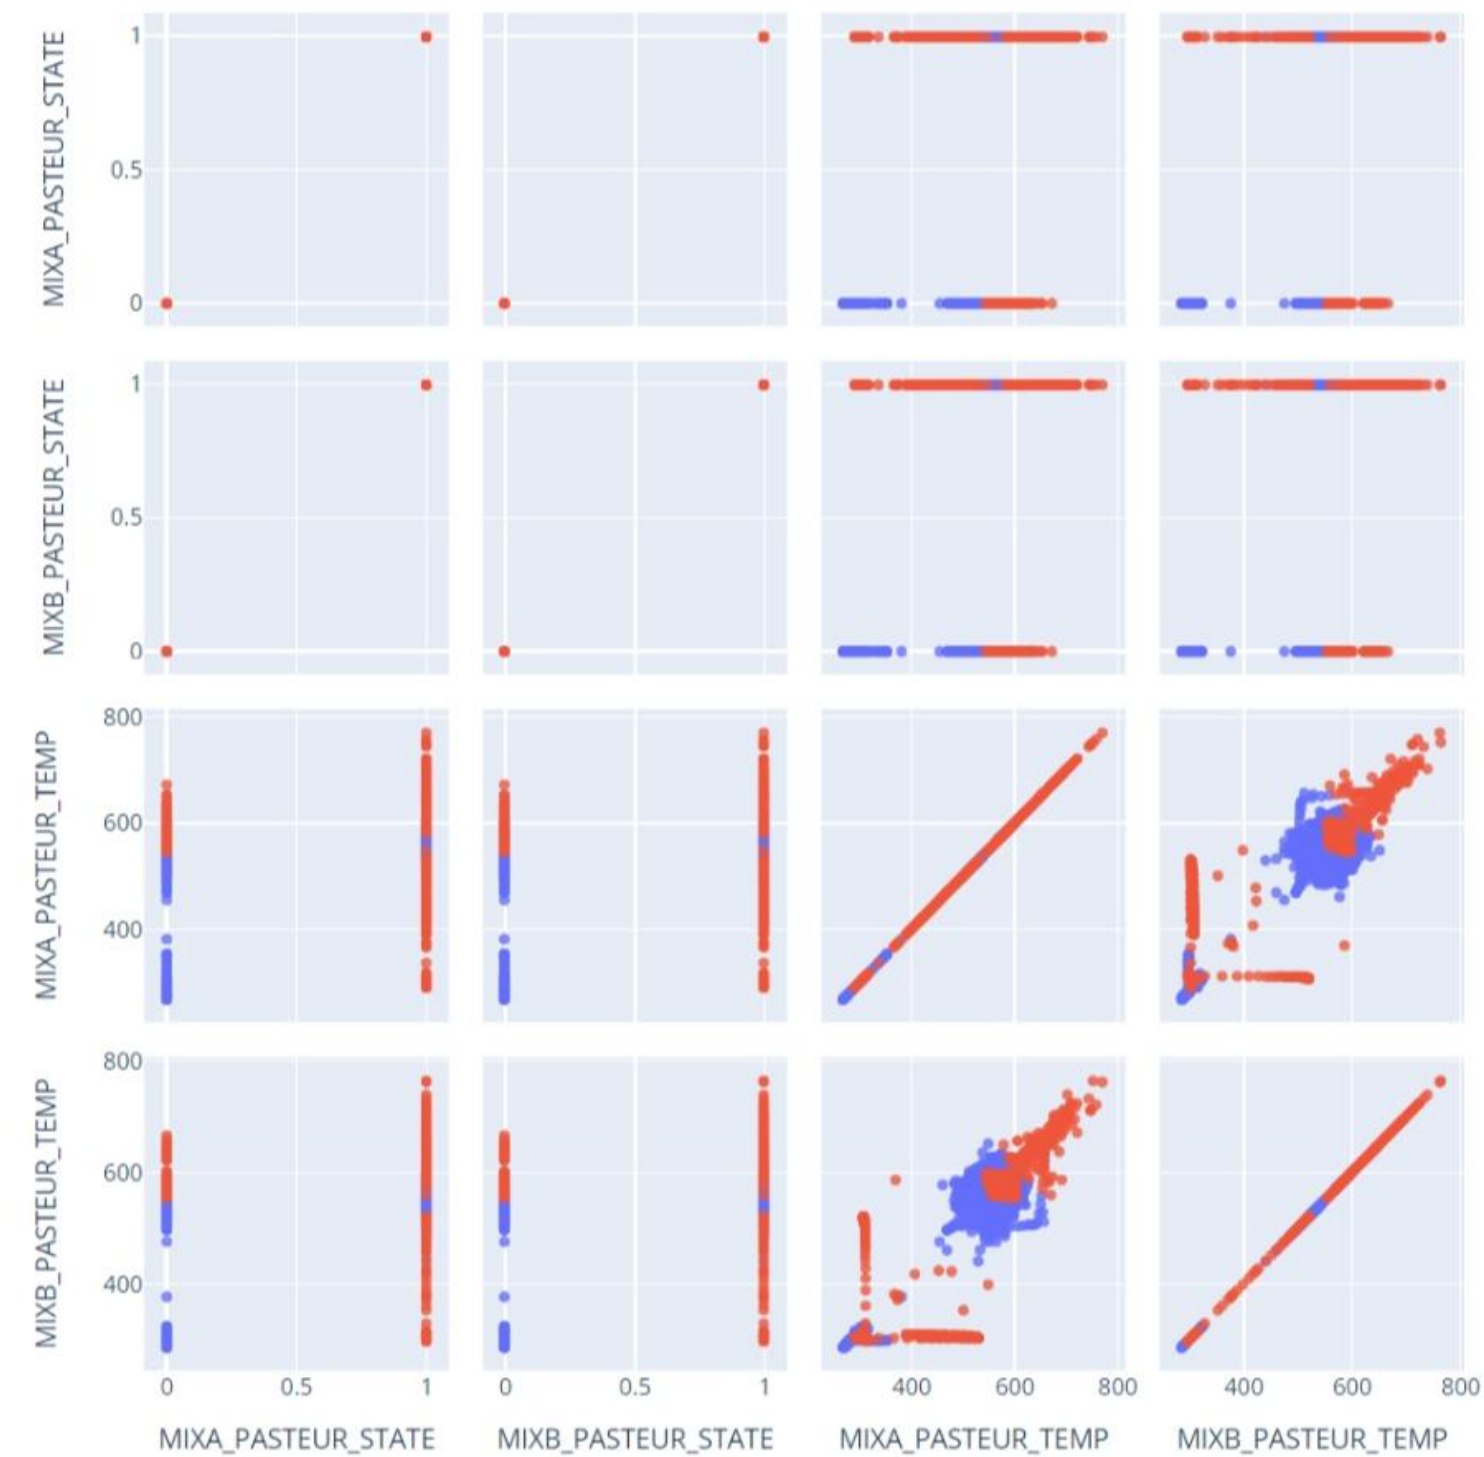 MIXA_PASTEUR_STATE
1
0.5
0
MIXB_PASTEUR_STATE
1
0.5
0
MIXA_PASTEUR_TEMP
800
600
400
MIXB_PASTEUR_TEMP
800
600
400
0 0.5 1 0 0.5 1 400 600 800 400 600 800
MIXA_PASTEUR_STATE MIXB_PASTEUR_STATE MIXA_PASTEUR_TEMP MIXB_PASTEUR_TEMP